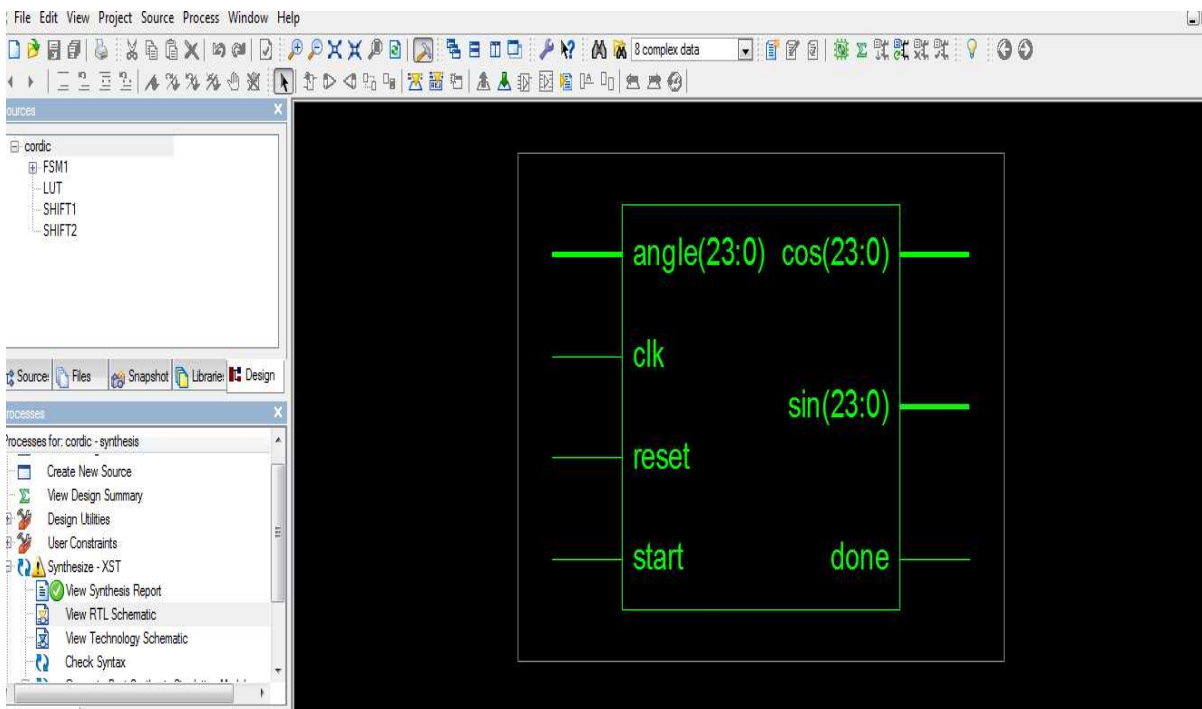 File Edit View Project Source Process Window Help
8 complex data
ources
cordic
FSM1
LUT
SHIFT1
SHIFT2
Source Files Snapshot Librarie Design
rocesses
Processes for: cordic - synthesis
Create New Source
View Design Summary
Design Utilities
User Constraints
Synthesize - XST
View Synthesis Report
View RTL Schematic
View Technology Schematic
Check Syntax
angle(23:0) cos(23:0)
clk
sin(23:0)
reset
start done